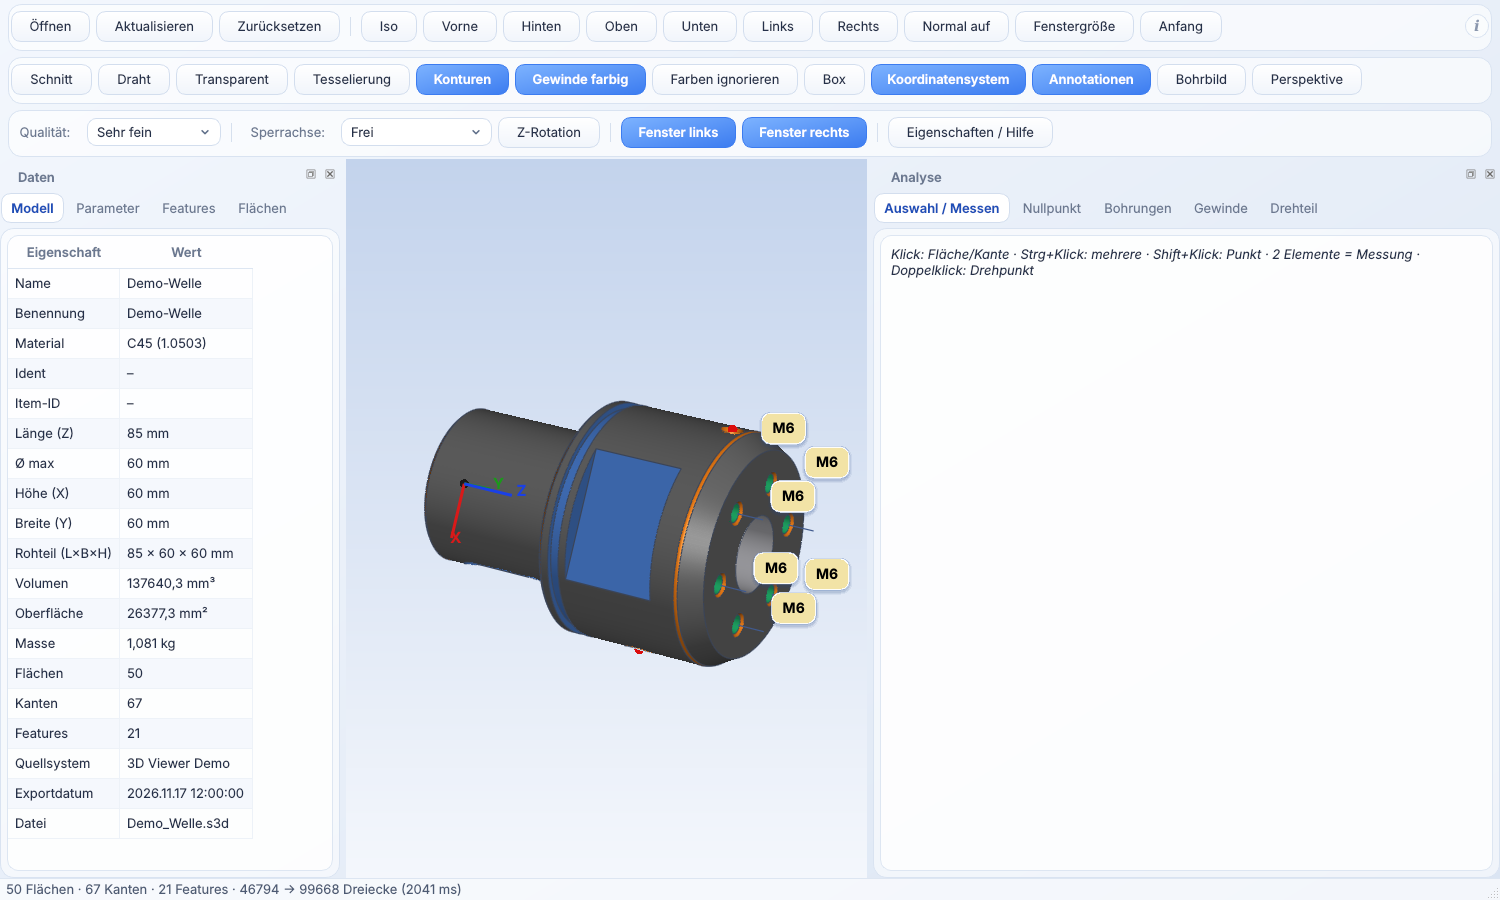 Öffnen Aktualisieren Zurücksetzen Iso Vorne Hinten Oben Unten Links Rechts Normal auf Fenstergröße Anfang i
Schnitt Draht Transparent Tesselierung Konturen Gewinde farbig Farben ignorieren Box Koordinatensystem Annotationen Bohrbild Perspektive
Qualität: Sehr fein Sperrachse: Frei Z-Rotation Fenster links Fenster rechts Eigenschaften / Hilfe
Daten
Modell Parameter Features Flächen
Eigenschaft Wert
Name Demo-Welle
Benennung Demo-Welle
Material C45 (1.0503)
Ident –
Item-ID –
Länge (Z) 85 mm
Ø max 60 mm
Höhe (X) 60 mm
Breite (Y) 60 mm
Rohteil (L×B×H) 85 × 60 × 60 mm
Volumen 137640,3 mm³
Oberfläche 26377,3 mm²
Masse 1,081 kg
Flächen 50
Kanten 67
Features 21
Quellsystem 3D Viewer Demo
Exportdatum 2026.11.17 12:00:00
Datei Demo_Welle.s3d
M6
M6
M6
Y Z
X
M6 M6
M6
Analyse
Auswahl / Messen Nullpunkt Bohrungen Gewinde Drehteil
Klick: Fläche/Kante · Strg+Klick: mehrere · Shift+Klick: Punkt · 2 Elemente = Messung ·
Doppelklick: Drehpunkt
50 Flächen · 67 Kanten · 21 Features · 46794 → 99668 Dreiecke (2041 ms)